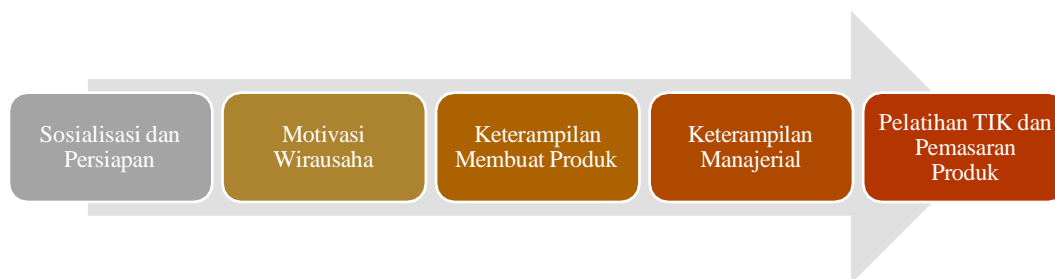 Sosialisasi dan
Persiapan
Motivasi
Wirausaha
Keterampilan
Membuat Produk
Keterampilan
Manajerial
Pelatihan TIK dan
Pemasaran
Produk